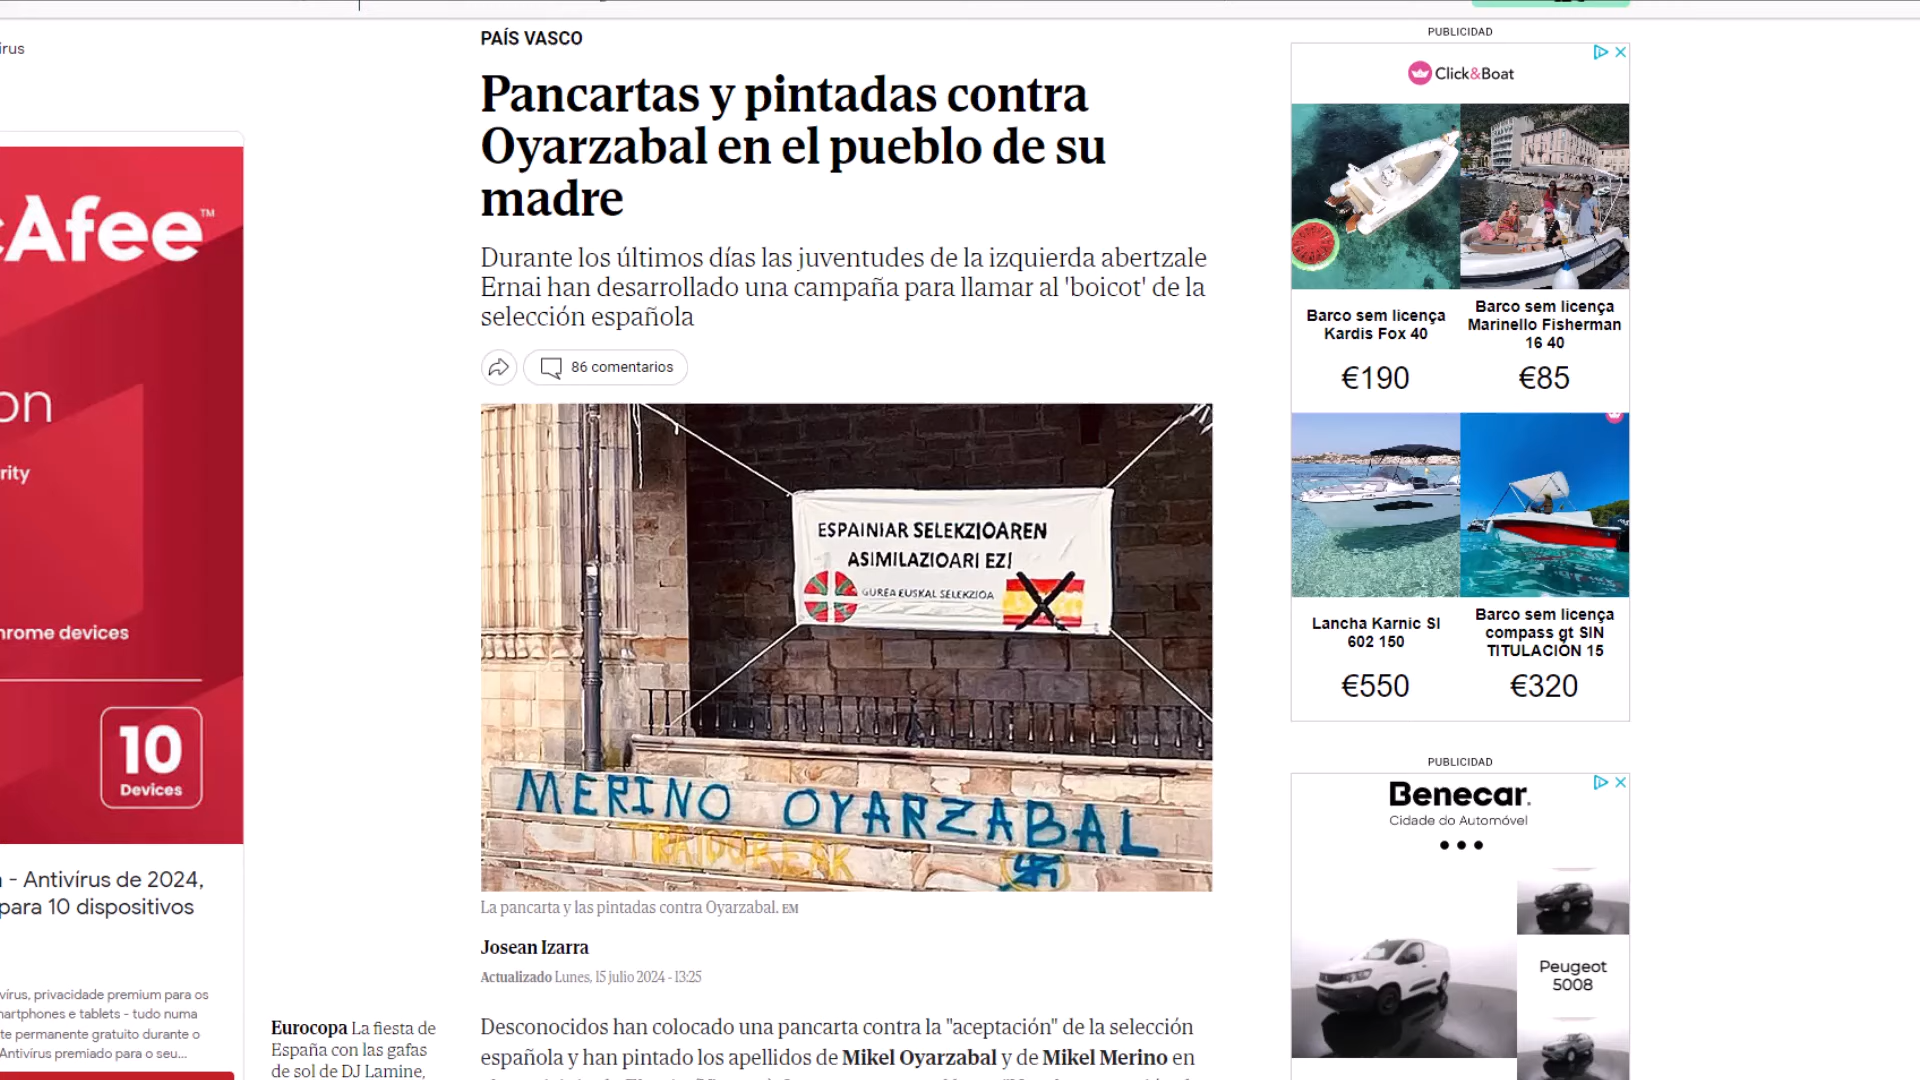 irus
PAÍS VASCO
Pancartas y pintadas contra
Oyarzabal en el pueblo de su
madre
Durante los últimos días las juventudes de la izquierda abertzale
Ernai han desarrollado una campaña para llamar al 'boicot' de la
selección española
86 comentarios
ESPAINIAR SELEKZIOAREN
ASIMILAZIOARI EZ!
GUREA EUSKAL SELEKZIOA
MERINO OYARZABAL
TRAIDOREAK
La pancarta y las pintadas contra Oyarzabal. EM
Josean Izarra
Actualizado Lunes, 15 julio 2024 - 13:25
Desconocidos han colocado una pancarta contra la "aceptación" de la selección
española y han pintado los apellidos de Mikel Oyarzabal y de Mikel Merino en
Eurocopa La fiesta de
España con las gafas
de sol de DJ Lamine,
cAfee™
on
rity
hrome devices
10
Devices
- Antivírus de 2024,
para 10 dispositivos
vírus, privacidade premium para os
martphones e tablets - tudo numa
te permanente gratuito durante o
Antivírus premiado para o seu...
PUBLICIDAD
Click&Boat
Barco sem licença
Kardis Fox 40
€190
Barco sem licença
Marinello Fisherman
16 40
€85
Lancha Karnic Sl
602 150
€550
Barco sem licença
compass gt SIN
TITULACIÓN 15
€320
PUBLICIDAD
Benecar.
Cidade do Automóvel
Peugeot
5008